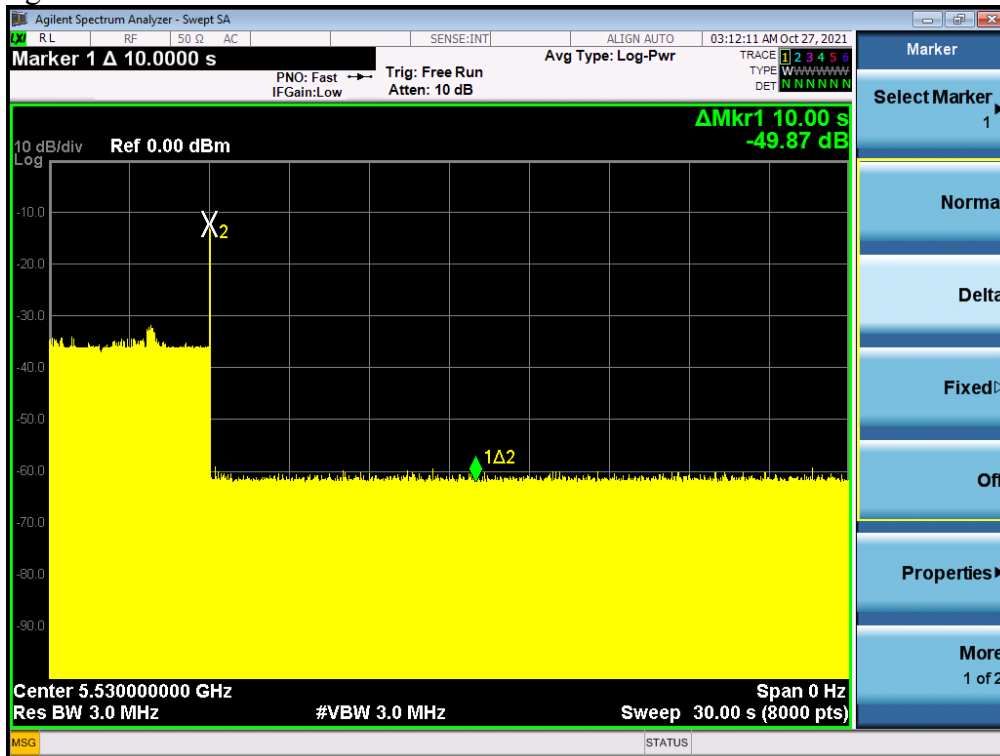 Agilent Spectrum Analyzer - Swept SA
LXI RL RF 50 Ω AC SENSE:INT ALIGN AUTO 03:12:11 AM Oct 27, 2021
Marker 1 Δ 10.0000 s
PNO: Fast
IFGain:Low
Trig: Free Run
Atten: 10 dB
Avg Type: Log-Pwr
TRACE 1 2 3 4 5 6
TYPE WWWWWW
DET N N N N N N
ΔMkr1 10.00 s
-49.87 dB
10 dB/div Ref 0.00 dBm
Log
-10.0
-20.0
-30.0
-40.0
-50.0
-60.0
-70.0
-80.0
-90.0
2
1Δ2
Center 5.530000000 GHz Span 0 Hz
Res BW 3.0 MHz #VBW 3.0 MHz Sweep 30.00 s (8000 pts)
MSG STATUS
Marker
Select Marker
1
Norma
Delta
Fixed
Off
Properties
More
1 of 2